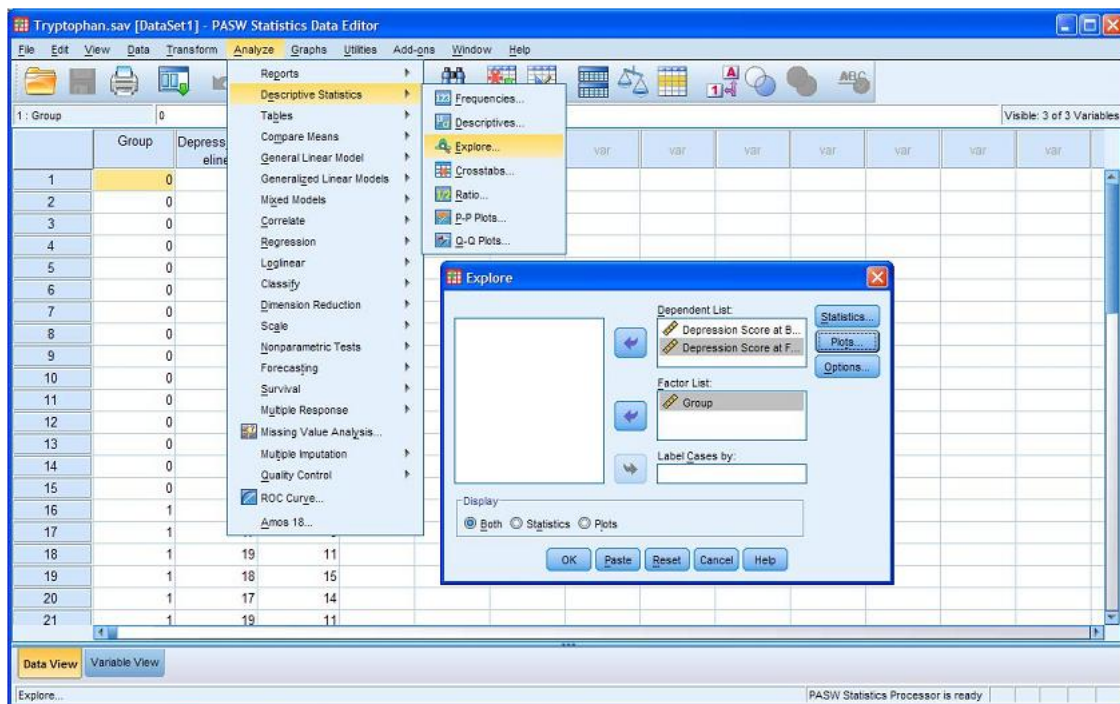 Tryptophan.sav [DataSet1] - PASW Statistics Data Editor
File Edit View Data Transform Analyze Graphs Utilities Add-ons Window Help
1 : Group 0 Visible: 3 of 3 Variables
Group Depress elin var var var var var var var
Reports
Descriptive Statistics
Tables
Compare Means
General Linear Model
Generalized Linear Models
Mixed Models
Correlate
Regression
Loglinear
Classify
Dimension Reduction
Scale
Nonparametric Tests
Forecasting
Survival
Multiple Response
Missing Value Analysis...
Multiple Imputation
Quality Control
ROC Curve...
Amos 18...
Frequencies...
Descriptives...
Explore...
Crosstabs...
Ratio...
P-P Plots...
Q-Q Plots...
1 0
2 0
3 0
4 0
5 0
6 0
7 0
8 0
9 0
10 0
11 0
12 0
13 0
14 0
15 0
16 1
17 1
18 1 19 11
19 1 18 15
20 1 17 14
21 1 19 11
Explore
Dependent List:
Depression Score at B...
Depression Score at F...
Statistics...
Plots...
Options...
Factor List:
Group
Label Cases by:
Display
Both Statistics Plots
OK Paste Reset Cancel Help
Data View Variable View
Explore... PASW Statistics Processor is ready